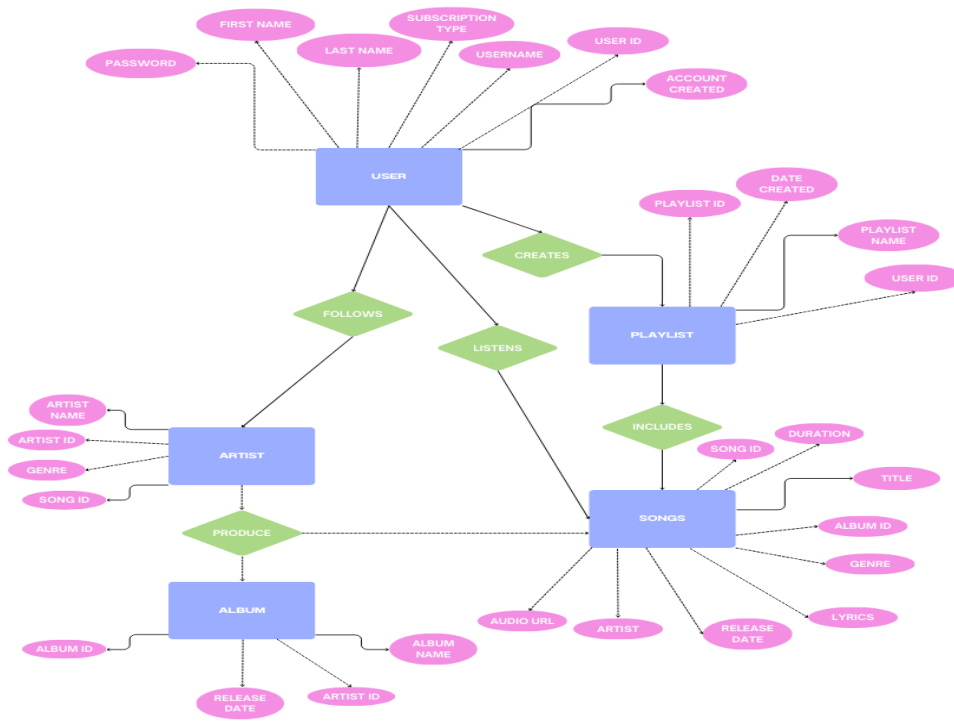 FIRST NAME
SUBSCRIPTION
TYPE
LAST NAME
USERNAME
USER ID
PASSWORD
ACCOUNT
CREATED
USER
PLAYLIST ID
DATE
CREATED
PLAYLIST
NAME
USER ID
CREATES
FOLLOWS
LISTENS
PLAYLIST
ARTIST
NAME
ARTIST ID
GENRE
SONG ID
ARTIST
INCLUDES
SONG ID
DURATION
TITLE
ALBUM ID
GENRE
LYRICS
SONGS
PRODUCE
AUDIO URL
ARTIST
RELEASE
DATE
ALBUM
ALBUM ID
RELEASE
DATE
ARTIST ID
ALBUM
NAME